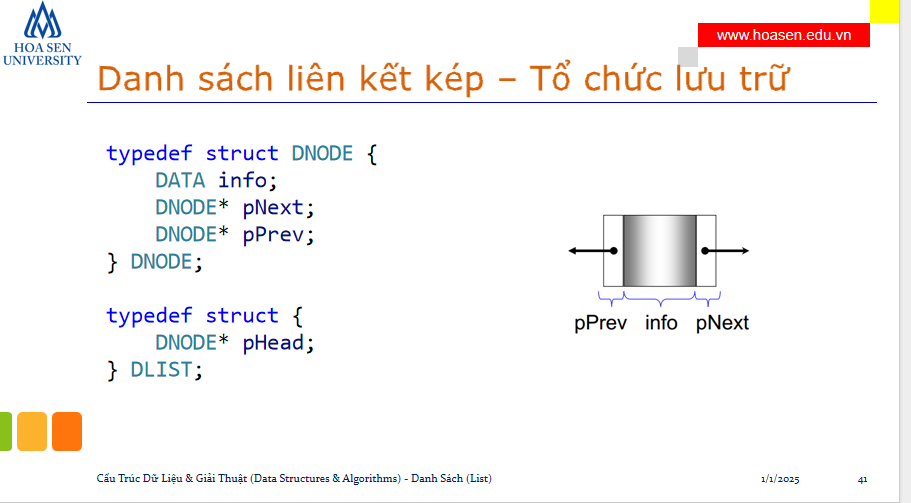 HOA SEN
UNIVERSITY
www.hoasen.edu.vn
Danh sách liên kết kép – Tổ chức lưu trữ
typedef struct DNODE {
DATA info;
DNODE* pNext;
DNODE* pPrev;
} DNODE;
typedef struct {
DNODE* pHead;
} DLIST;
pPrev info pNext
Cấu Trúc Dữ Liệu & Giải Thuật (Data Structures & Algorithms) - Danh Sách (List)
1/1/2025
41